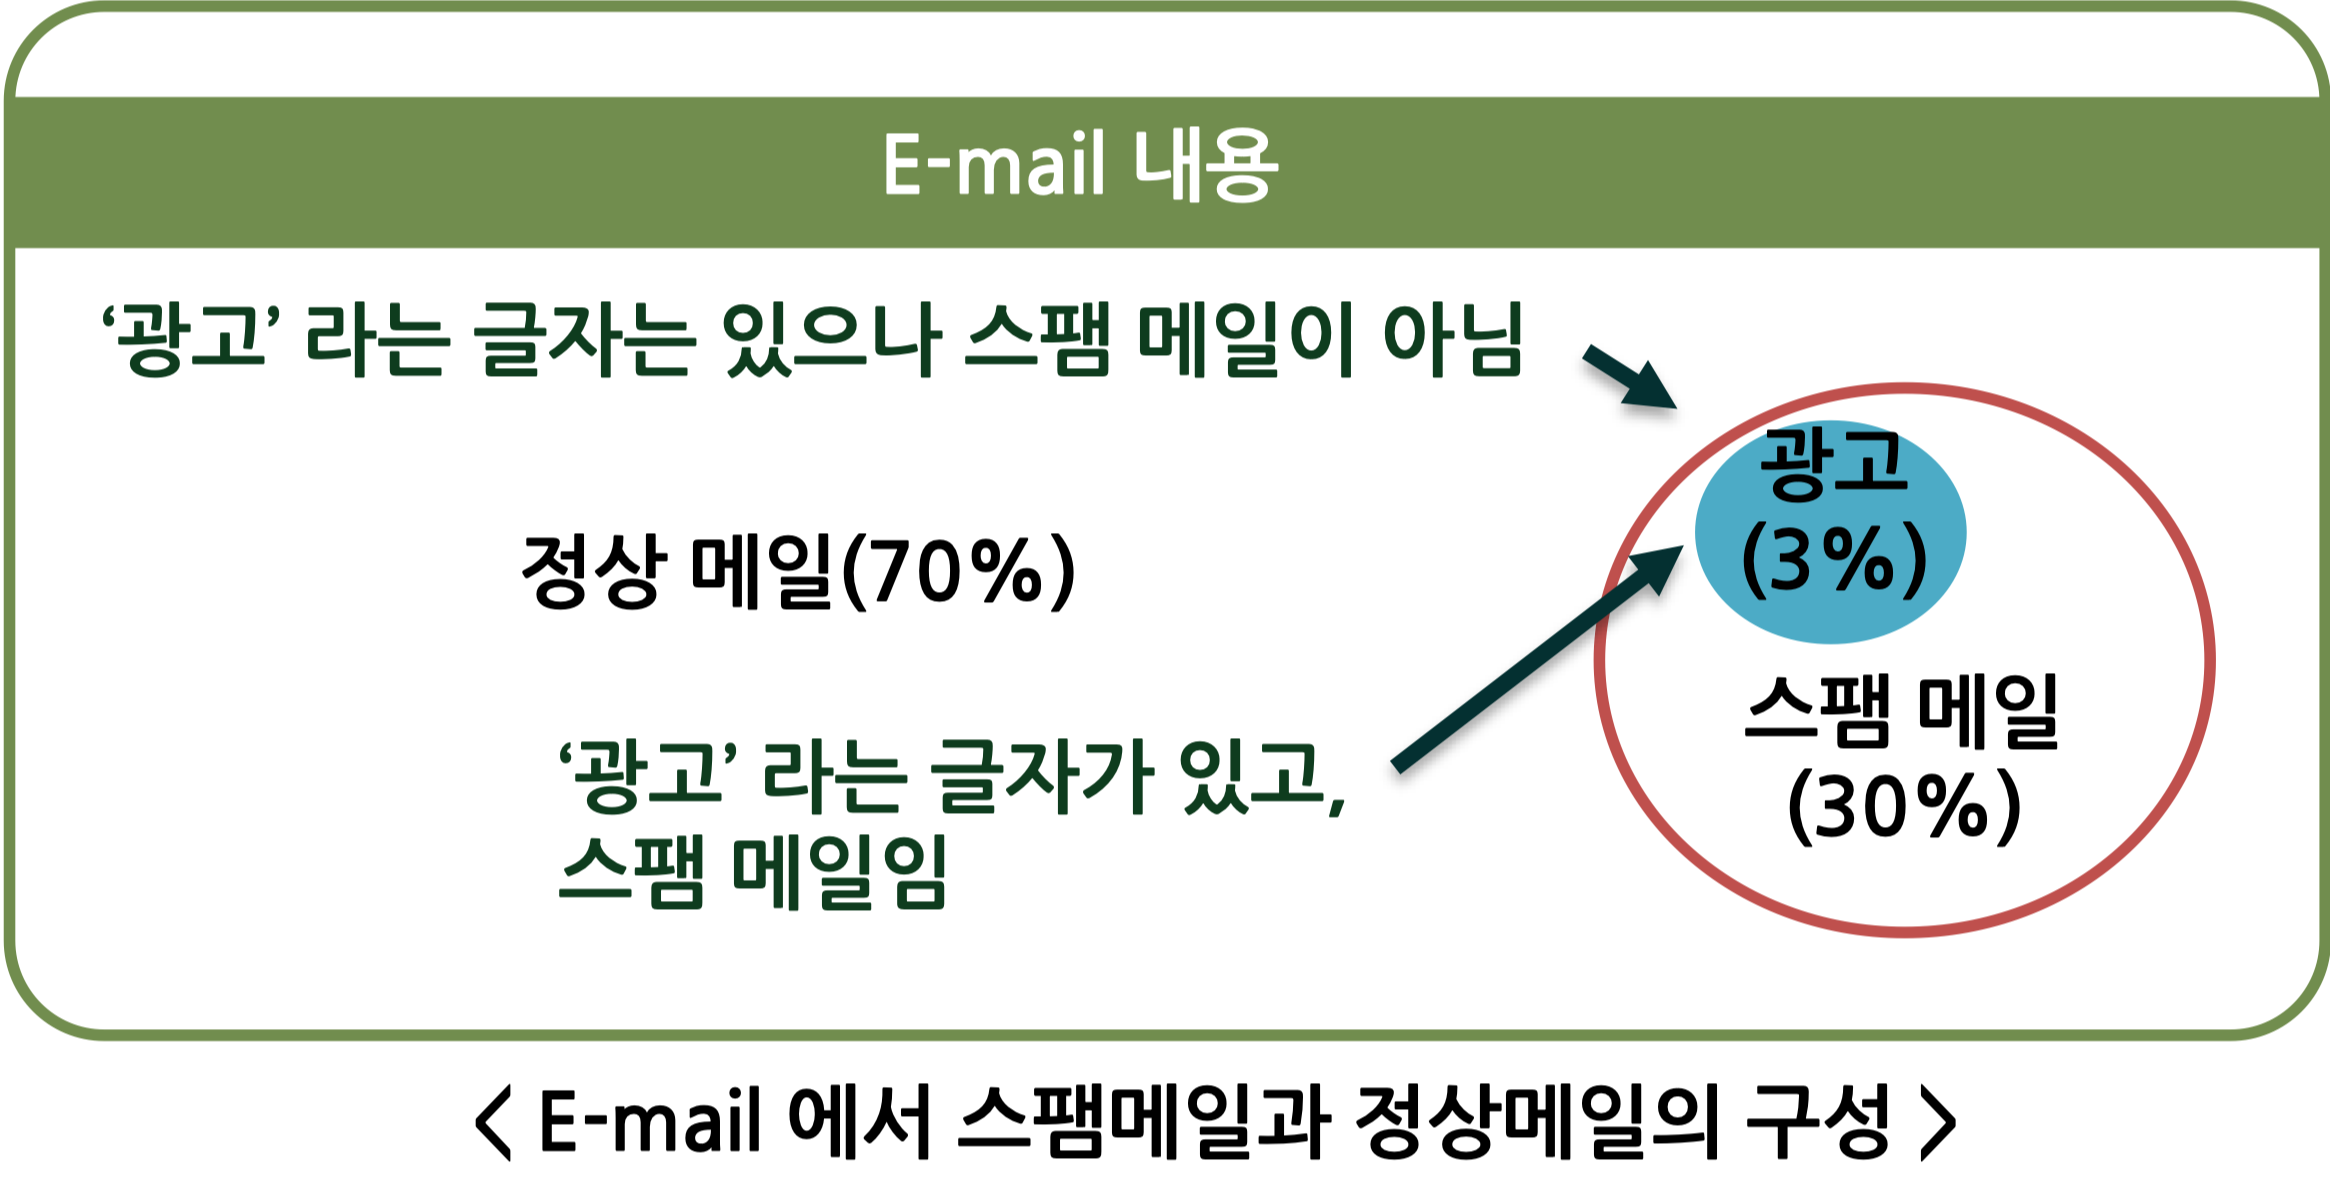 E-mail 내용
‘광고’ 라는 글자는 있으나 스팸 메일이 아님
광고
(3%)
정상 메일(70%)
스팸 메일
(30%)
‘광고’ 라는 글자가 있고,
스팸 메일임
< E-mail 에서 스팸메일과 정상메일의 구성 >